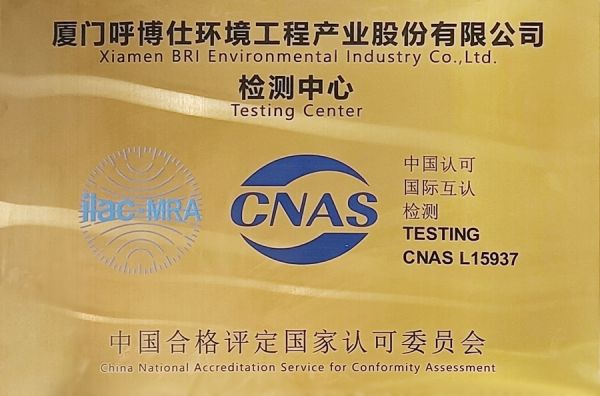 厦门呼博仕环境工程产业股份有限公司
Xiamen BRI Environmental Industry Co.,Ltd.
检测中心
Testing Center
ilac-MRA
CNAS
中国认可
国际互认
检测
TESTING
CNAS L15937
中国合格评定国家认可委员会
China National Accreditation Service for Conformity Assessment